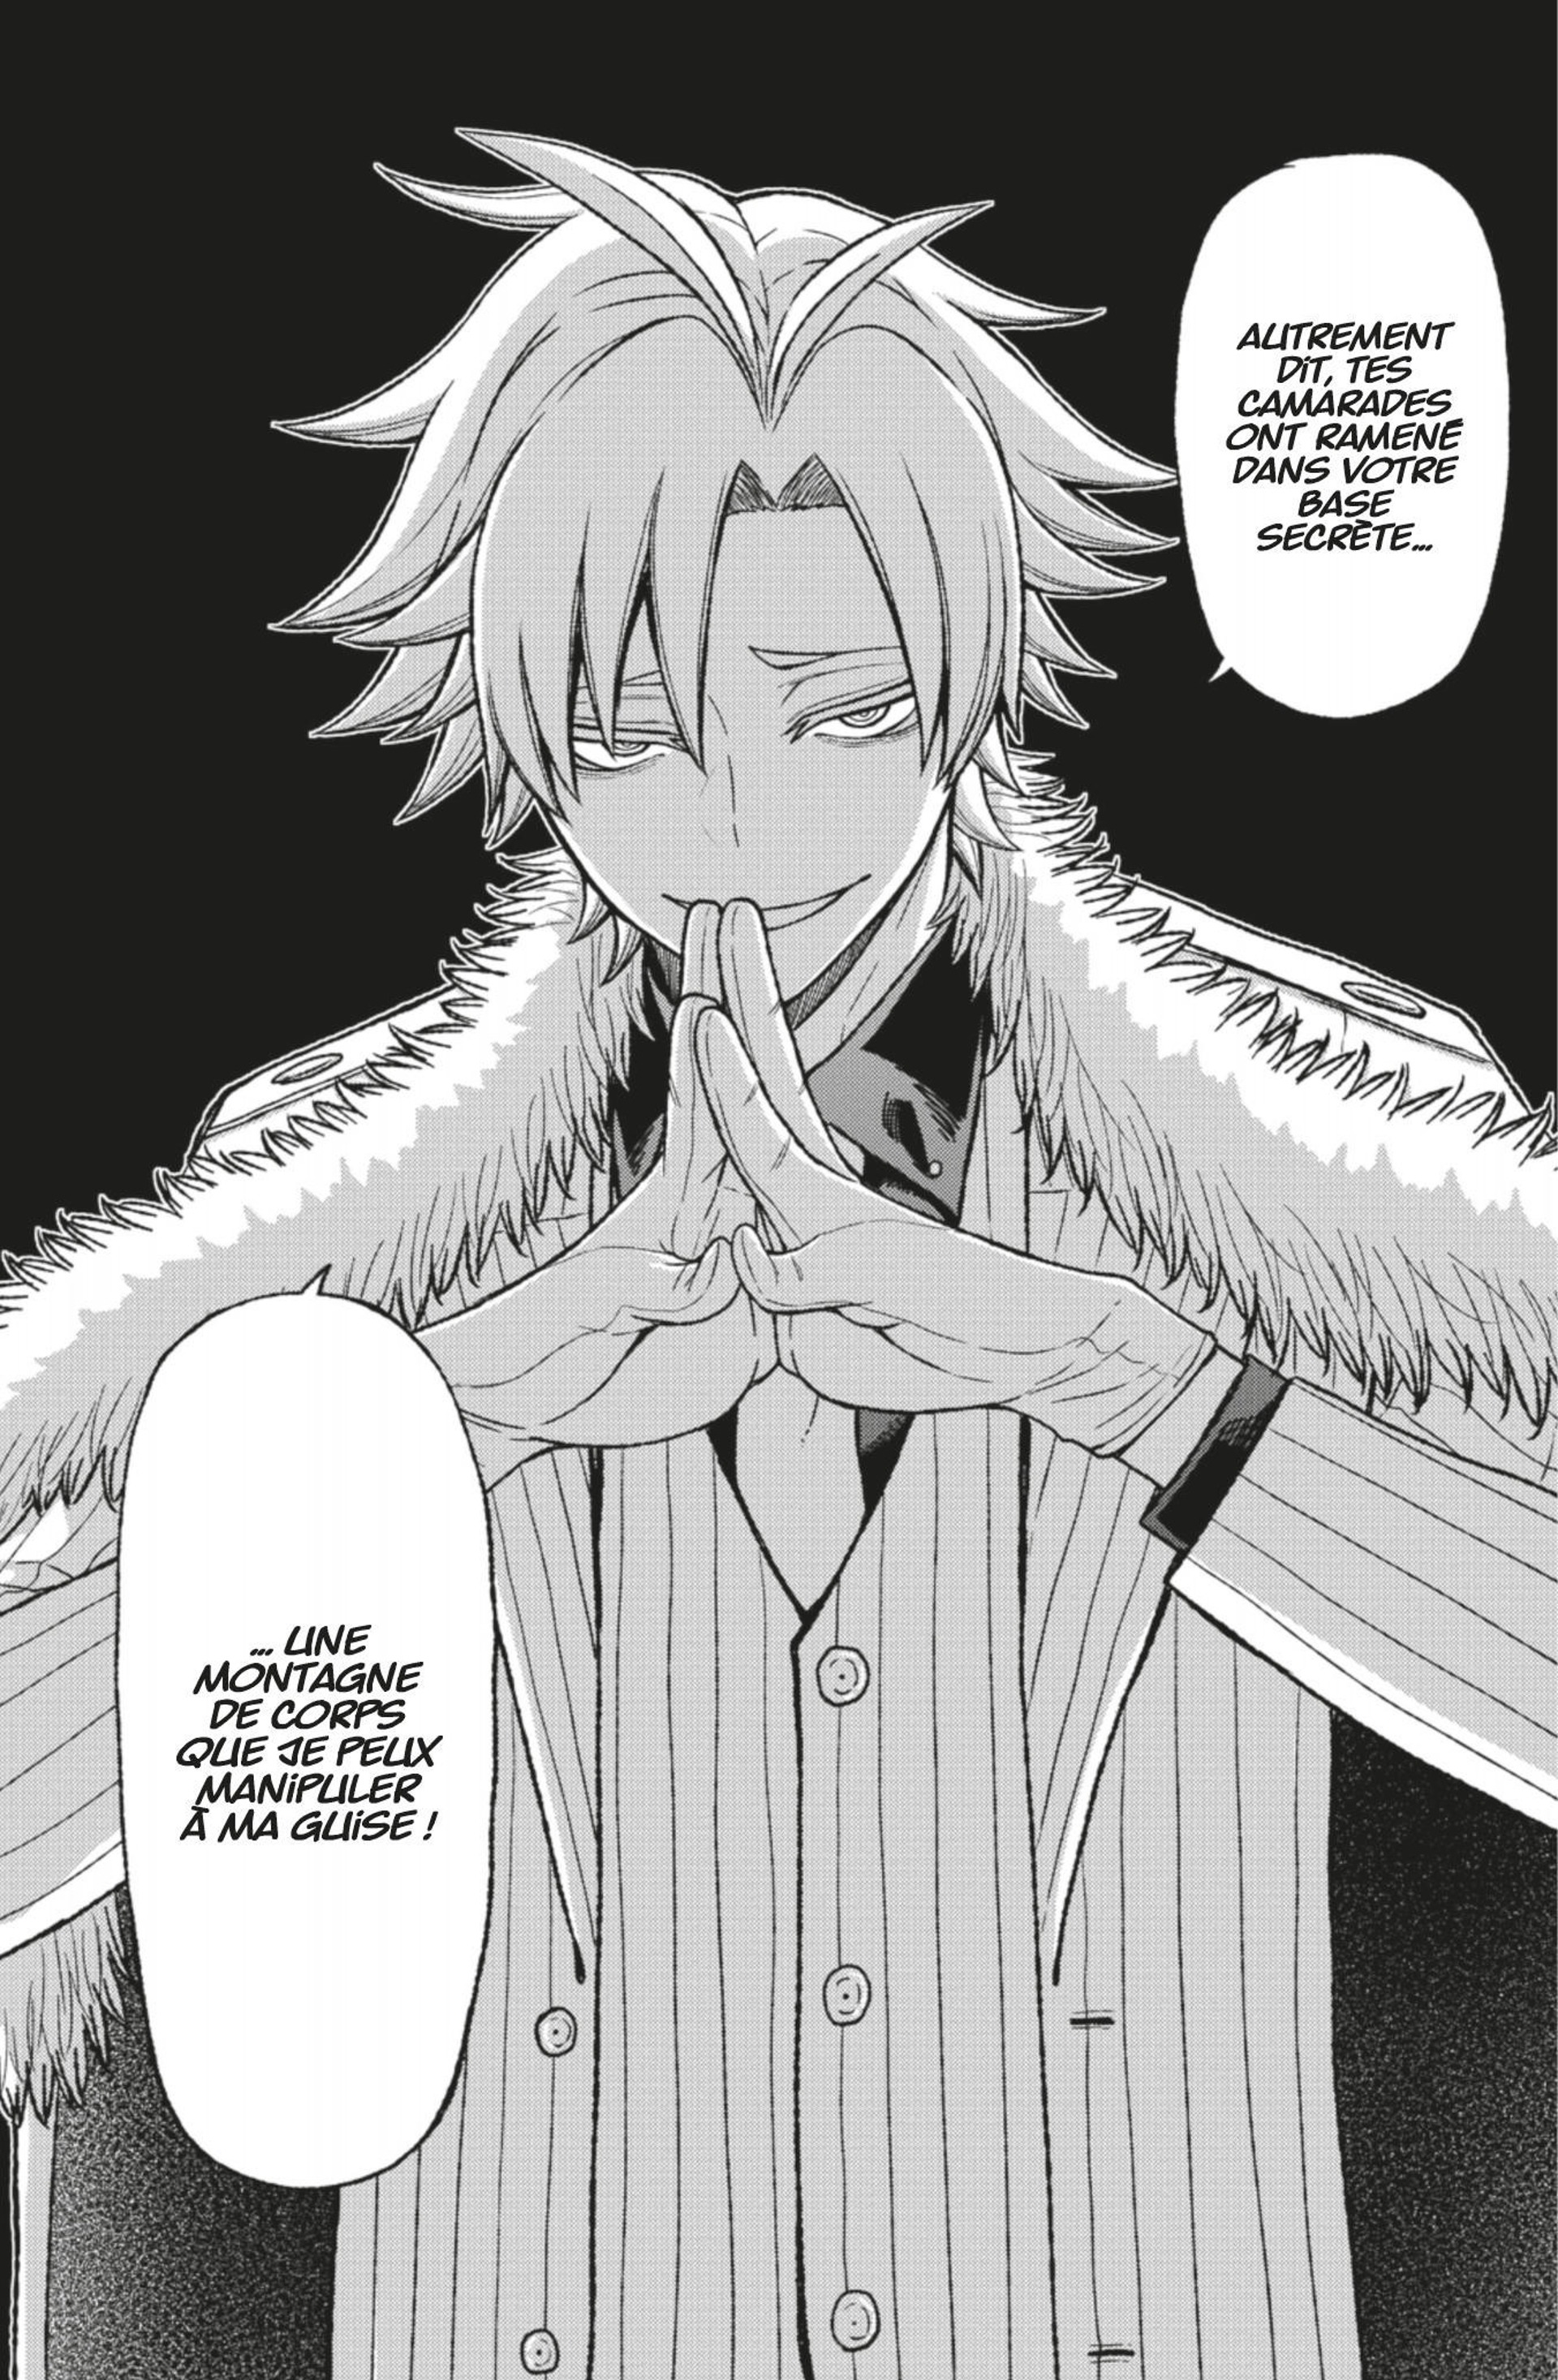 AUTREMENT
DiT, TES
CAMARADES
ONT RAMENÉ
DANS VOTRE
BASE
SECRÈTE...
... UNE
MONTAGNE
DE CORPS
QUE JE PEUX
MANiPULER
À MA GUiSE !